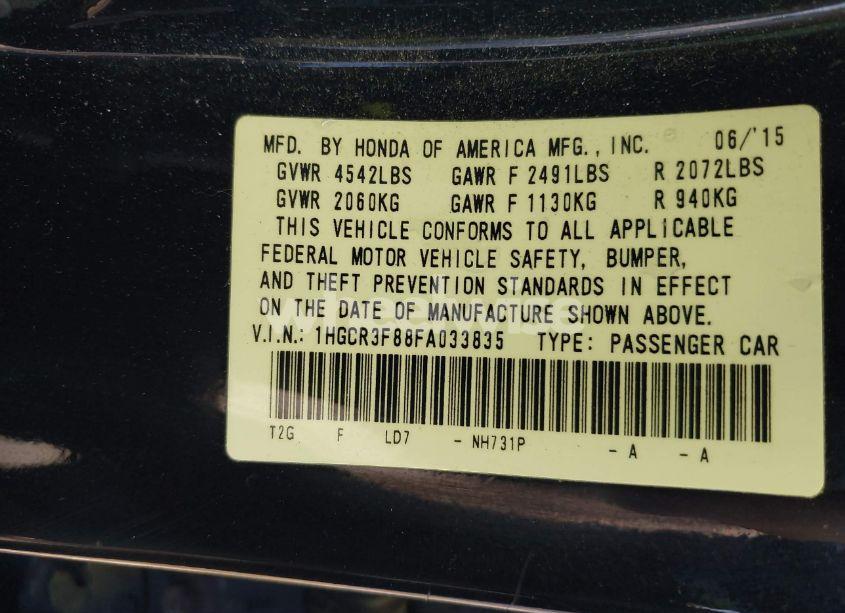 MFD. BY HONDA OF AMERICA MFG., INC. 06/'15
GVWR 4542LBS GAWR F 2491LBS R 2072LBS
GVWR 2060KG GAWR F 1130KG R 940KG
THIS VEHICLE CONFORMS TO ALL APPLICABLE
FEDERAL MOTOR VEHICLE SAFETY, BUMPER,
AND THEFT PREVENTION STANDARDS IN EFFECT
ON THE DATE OF MANUFACTURE SHOWN ABOVE.
V.I.N.: 1HGCR3F88FA033835 TYPE: PASSENGER CAR
T2G F LD7 - NH731P - A - A